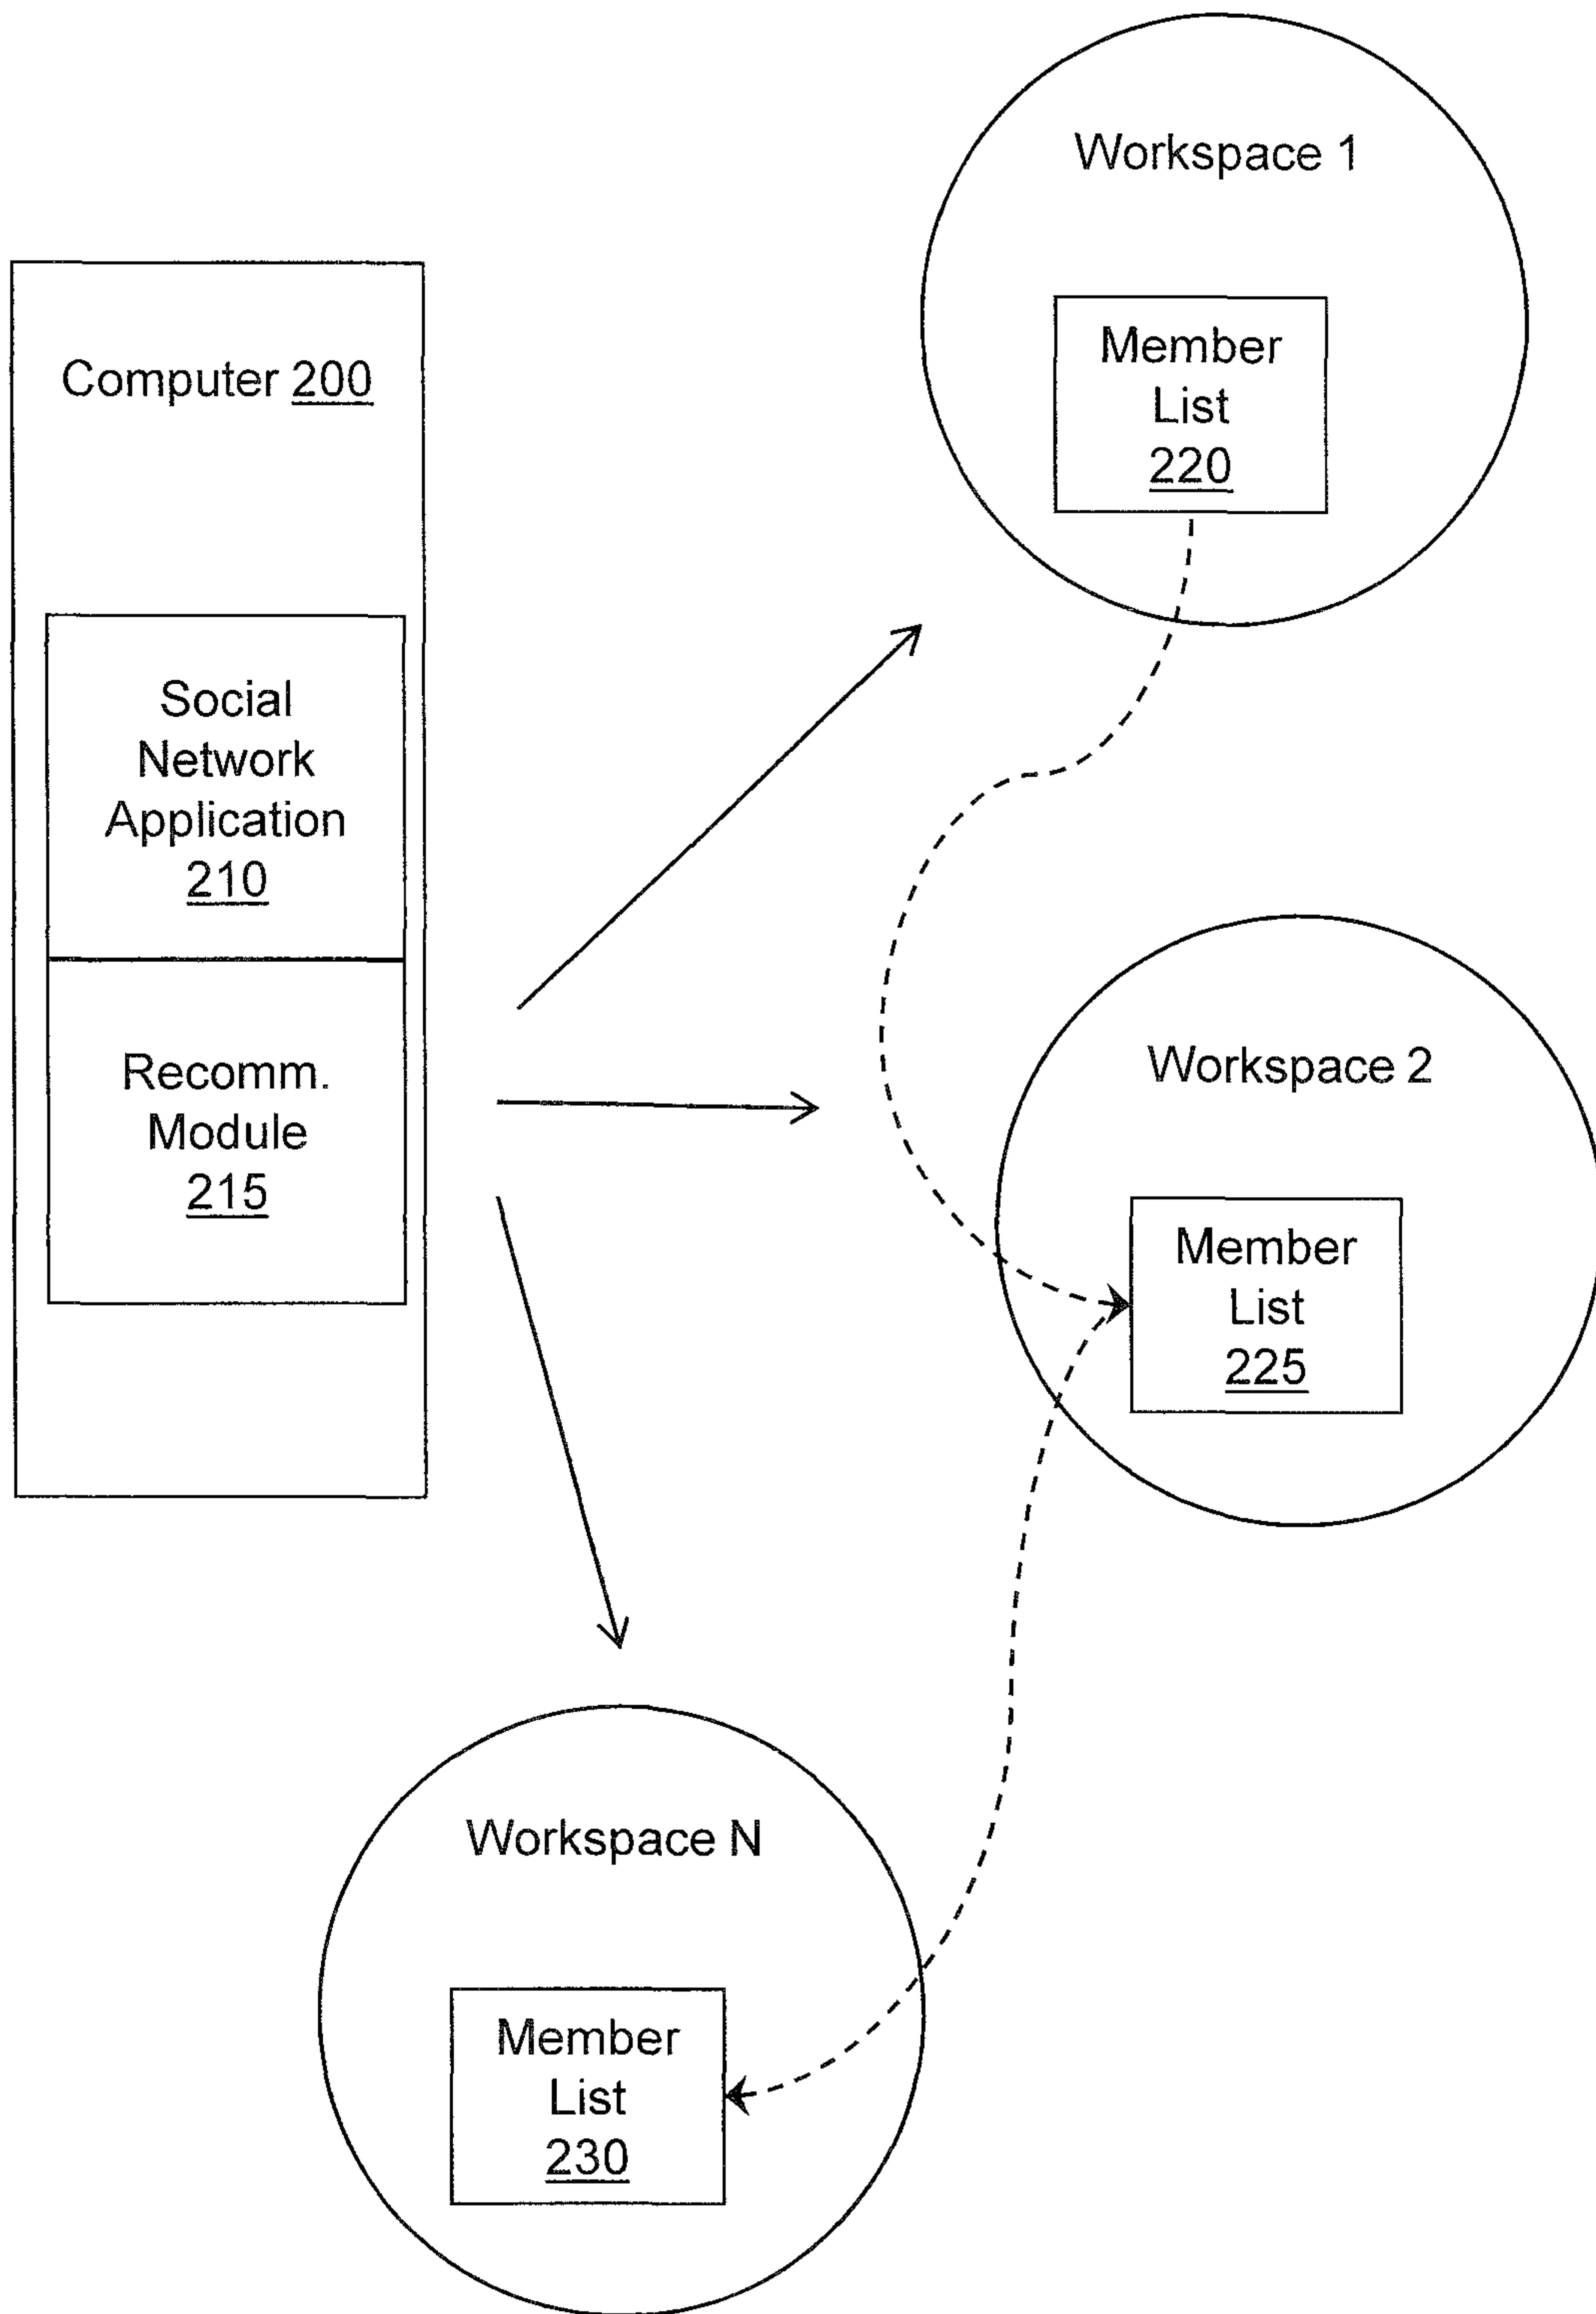 Computer 200
Social
Network
Application
210
Recomm.
Module
215
Workspace 1
Member
List
220
Workspace 2
Member
List
225
Workspace N
Member
List
230